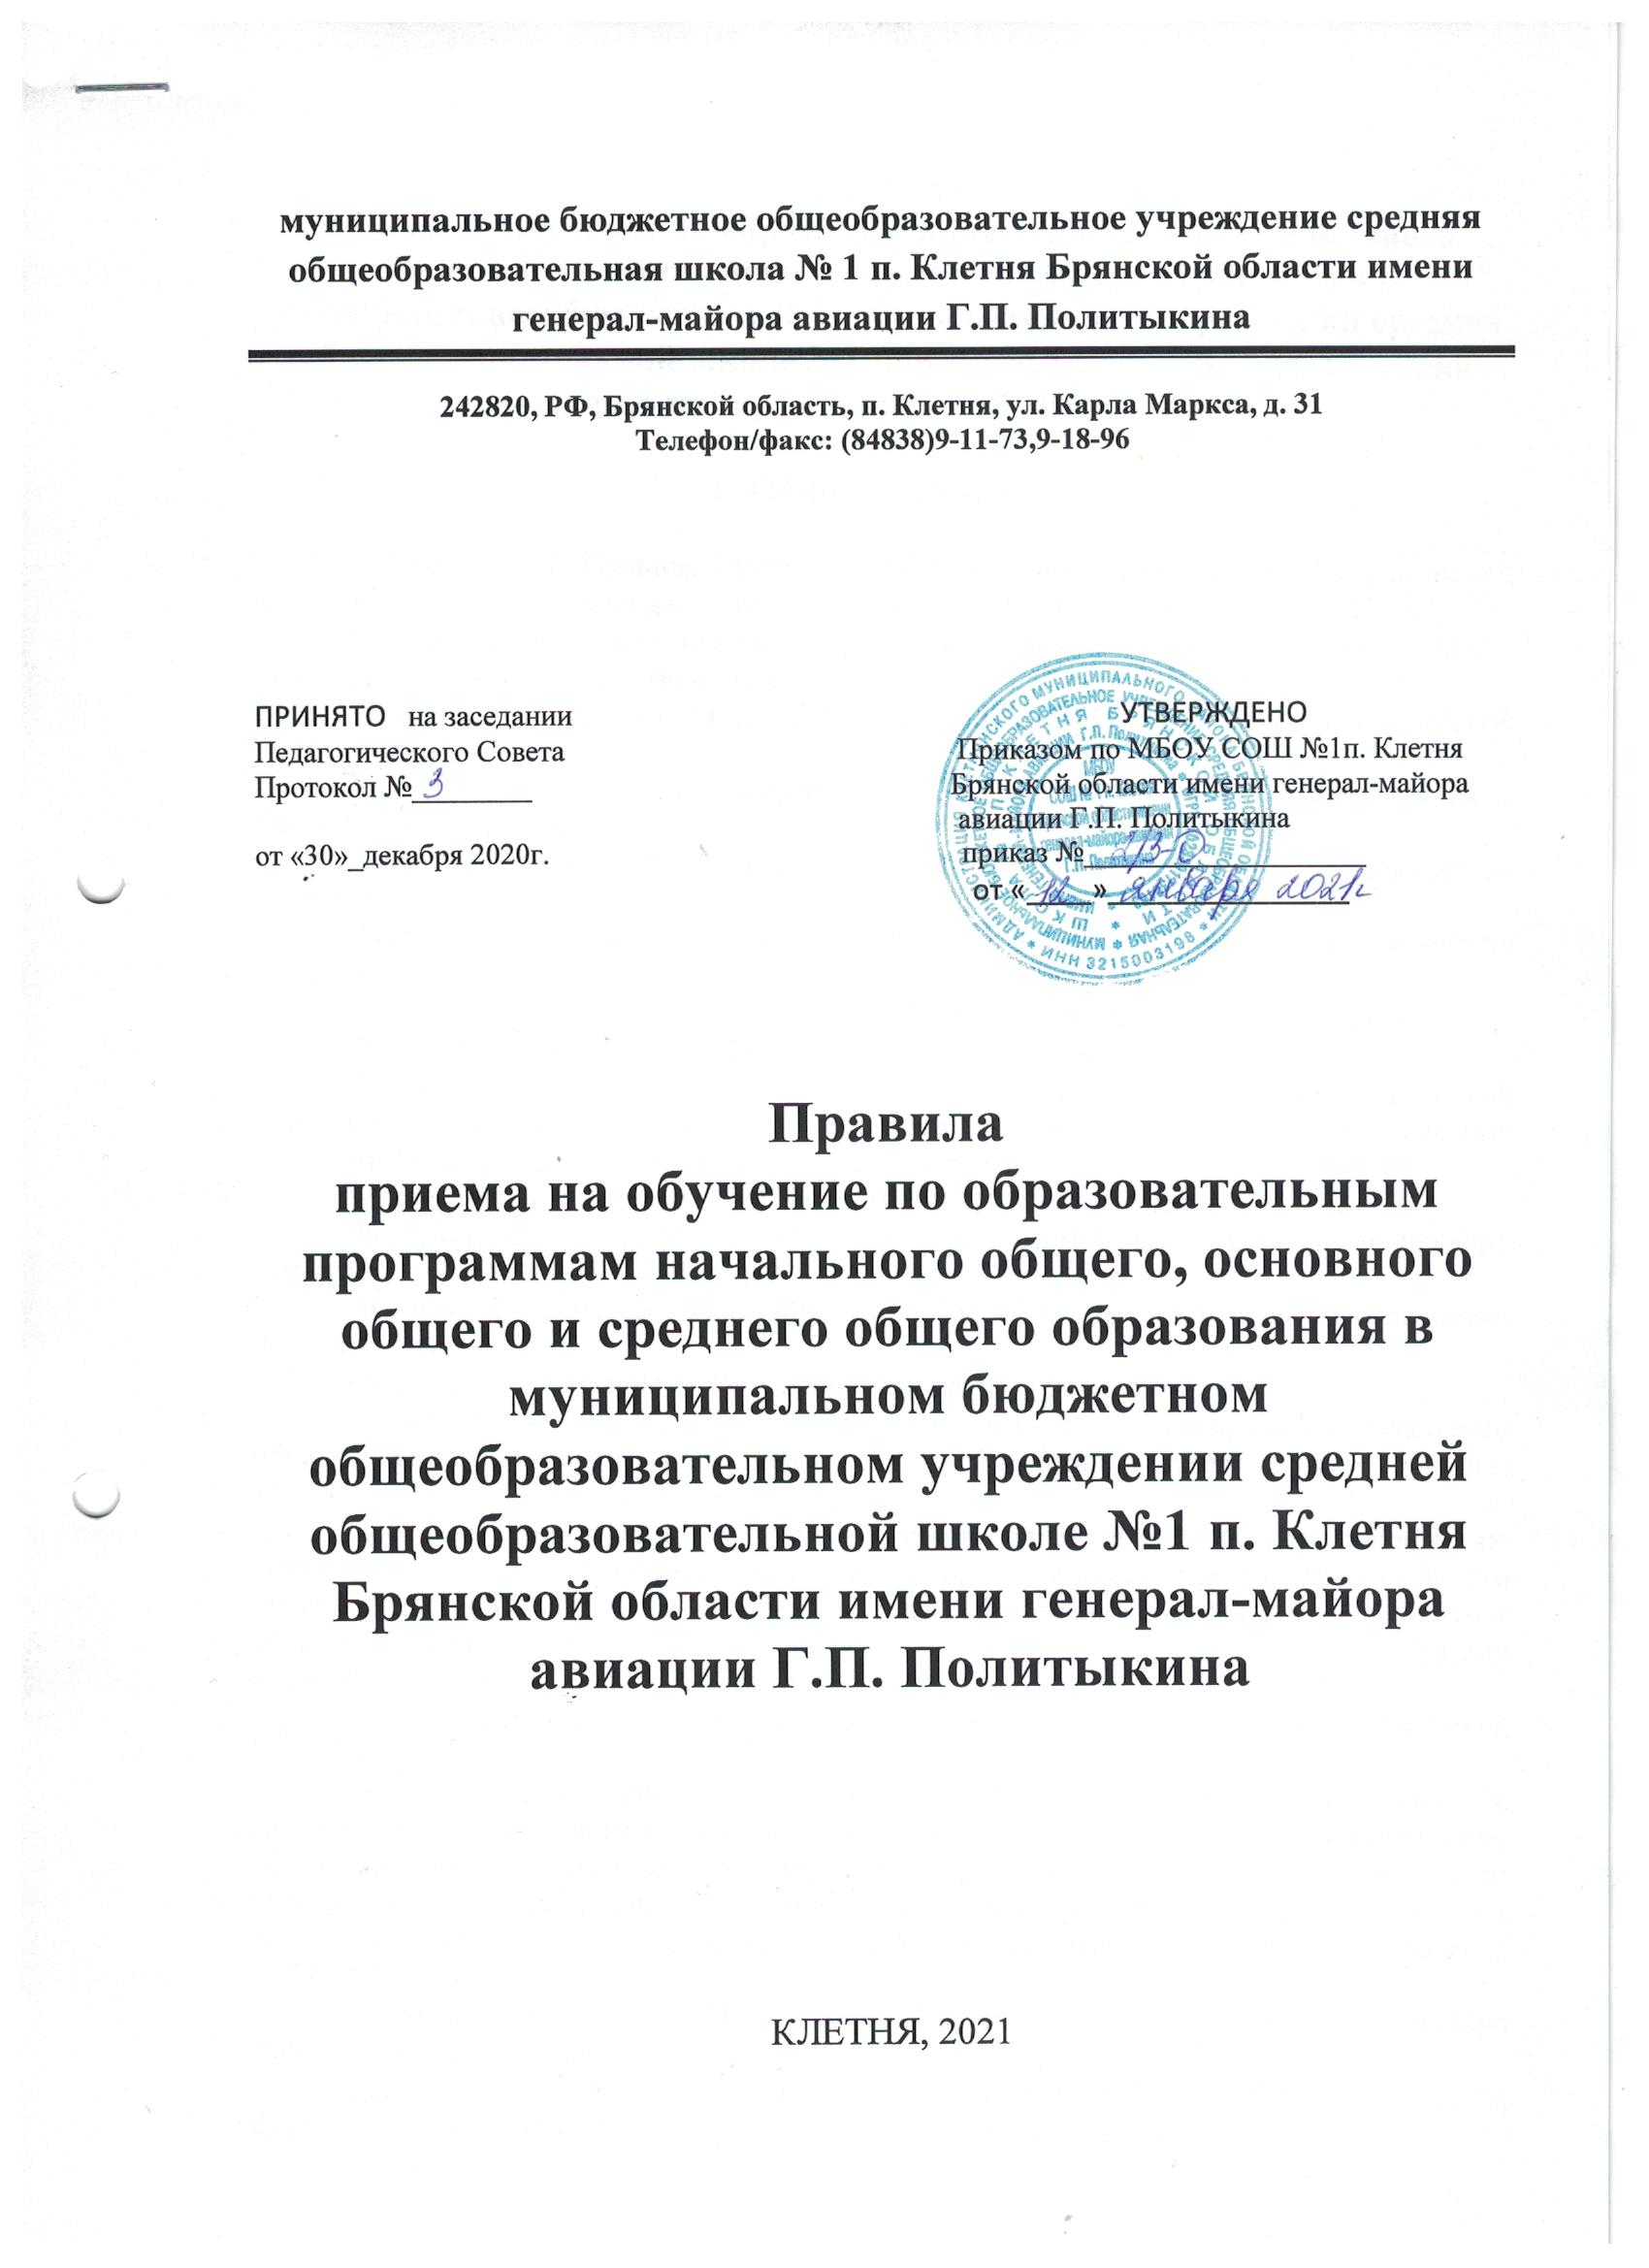 муниципальное бюджетное общеобразовательное учреждение средняя
общеобразовательная школа № 1 п. Клетня Брянской области имени
генерал-майора авиации Г.П. Политыкина
242820, РФ, Брянской область, п. Клетня, ул. Карла Маркса, д. 31
Телефон/факс: (84838)9-11-73,9-18-96
ПРИНЯТО на заседании
Педагогического Совета
Протокол № 3
от «30»_декабря 2020г.
УТВЕРЖДЕНО
Приказом по МБОУ СОШ №1п. Клетня
Брянской области имени генерал-майора
авиации Г.П. Политыкина
приказ №
от «12» января 2021г
ИНН 3215003198
Правила
приема на обучение по образовательным
программам начального общего, основного
общего и среднего общего образования в
муниципальном бюджетном
общеобразовательном учреждении средней
общеобразовательной школе №1 п. Клетня
Брянской области имени генерал-майора
авиации Г.П. Политыкина
КЛЕТНЯ, 2021